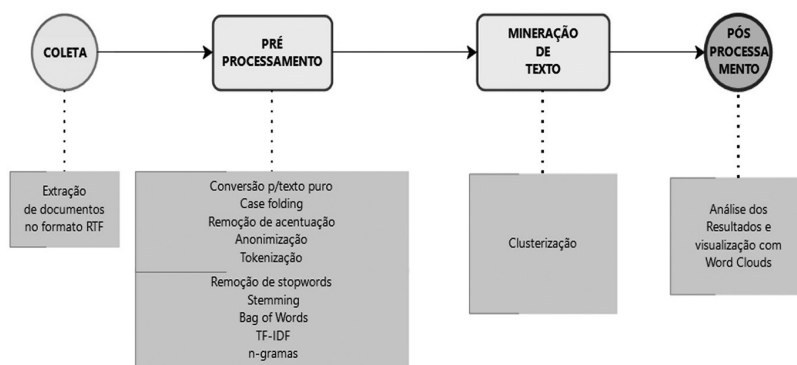 COLETA
PRÉ
PROCESSAMENTO
MINERAÇÃO
DE
TEXTO
PÓS
PROCESSA
MENTO
Extração
de documentos
no formato RTF
Conversão p/texto puro
Case folding
Remoção de acentuação
Anonimização
Tokenização
Remoção de stopwords
Stemming
Bag of Words
TF-IDF
n-gramas
Clusterização
Análise dos
Resultados e
visualização com
Word Clouds